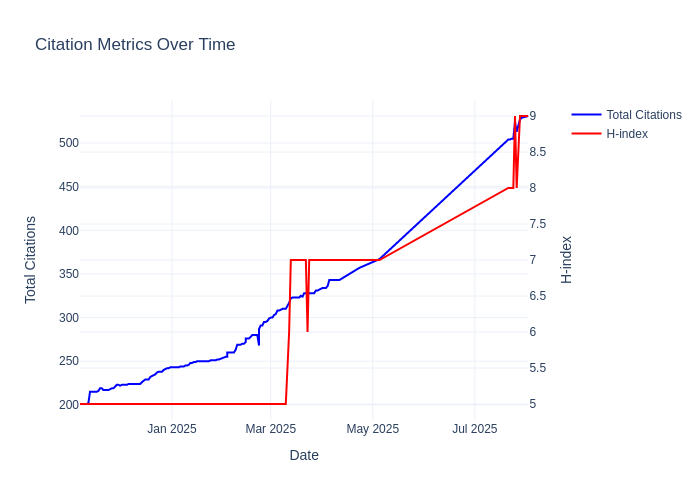 Citation Metrics Over Time
Total Citations
H-index
500
450
400
350
300
250
200
9
8.5
8
7.5
7
6.5
6
5.5
5
Total Citations
H-index
Jan 2025
Mar 2025
May 2025
Jul 2025
Date